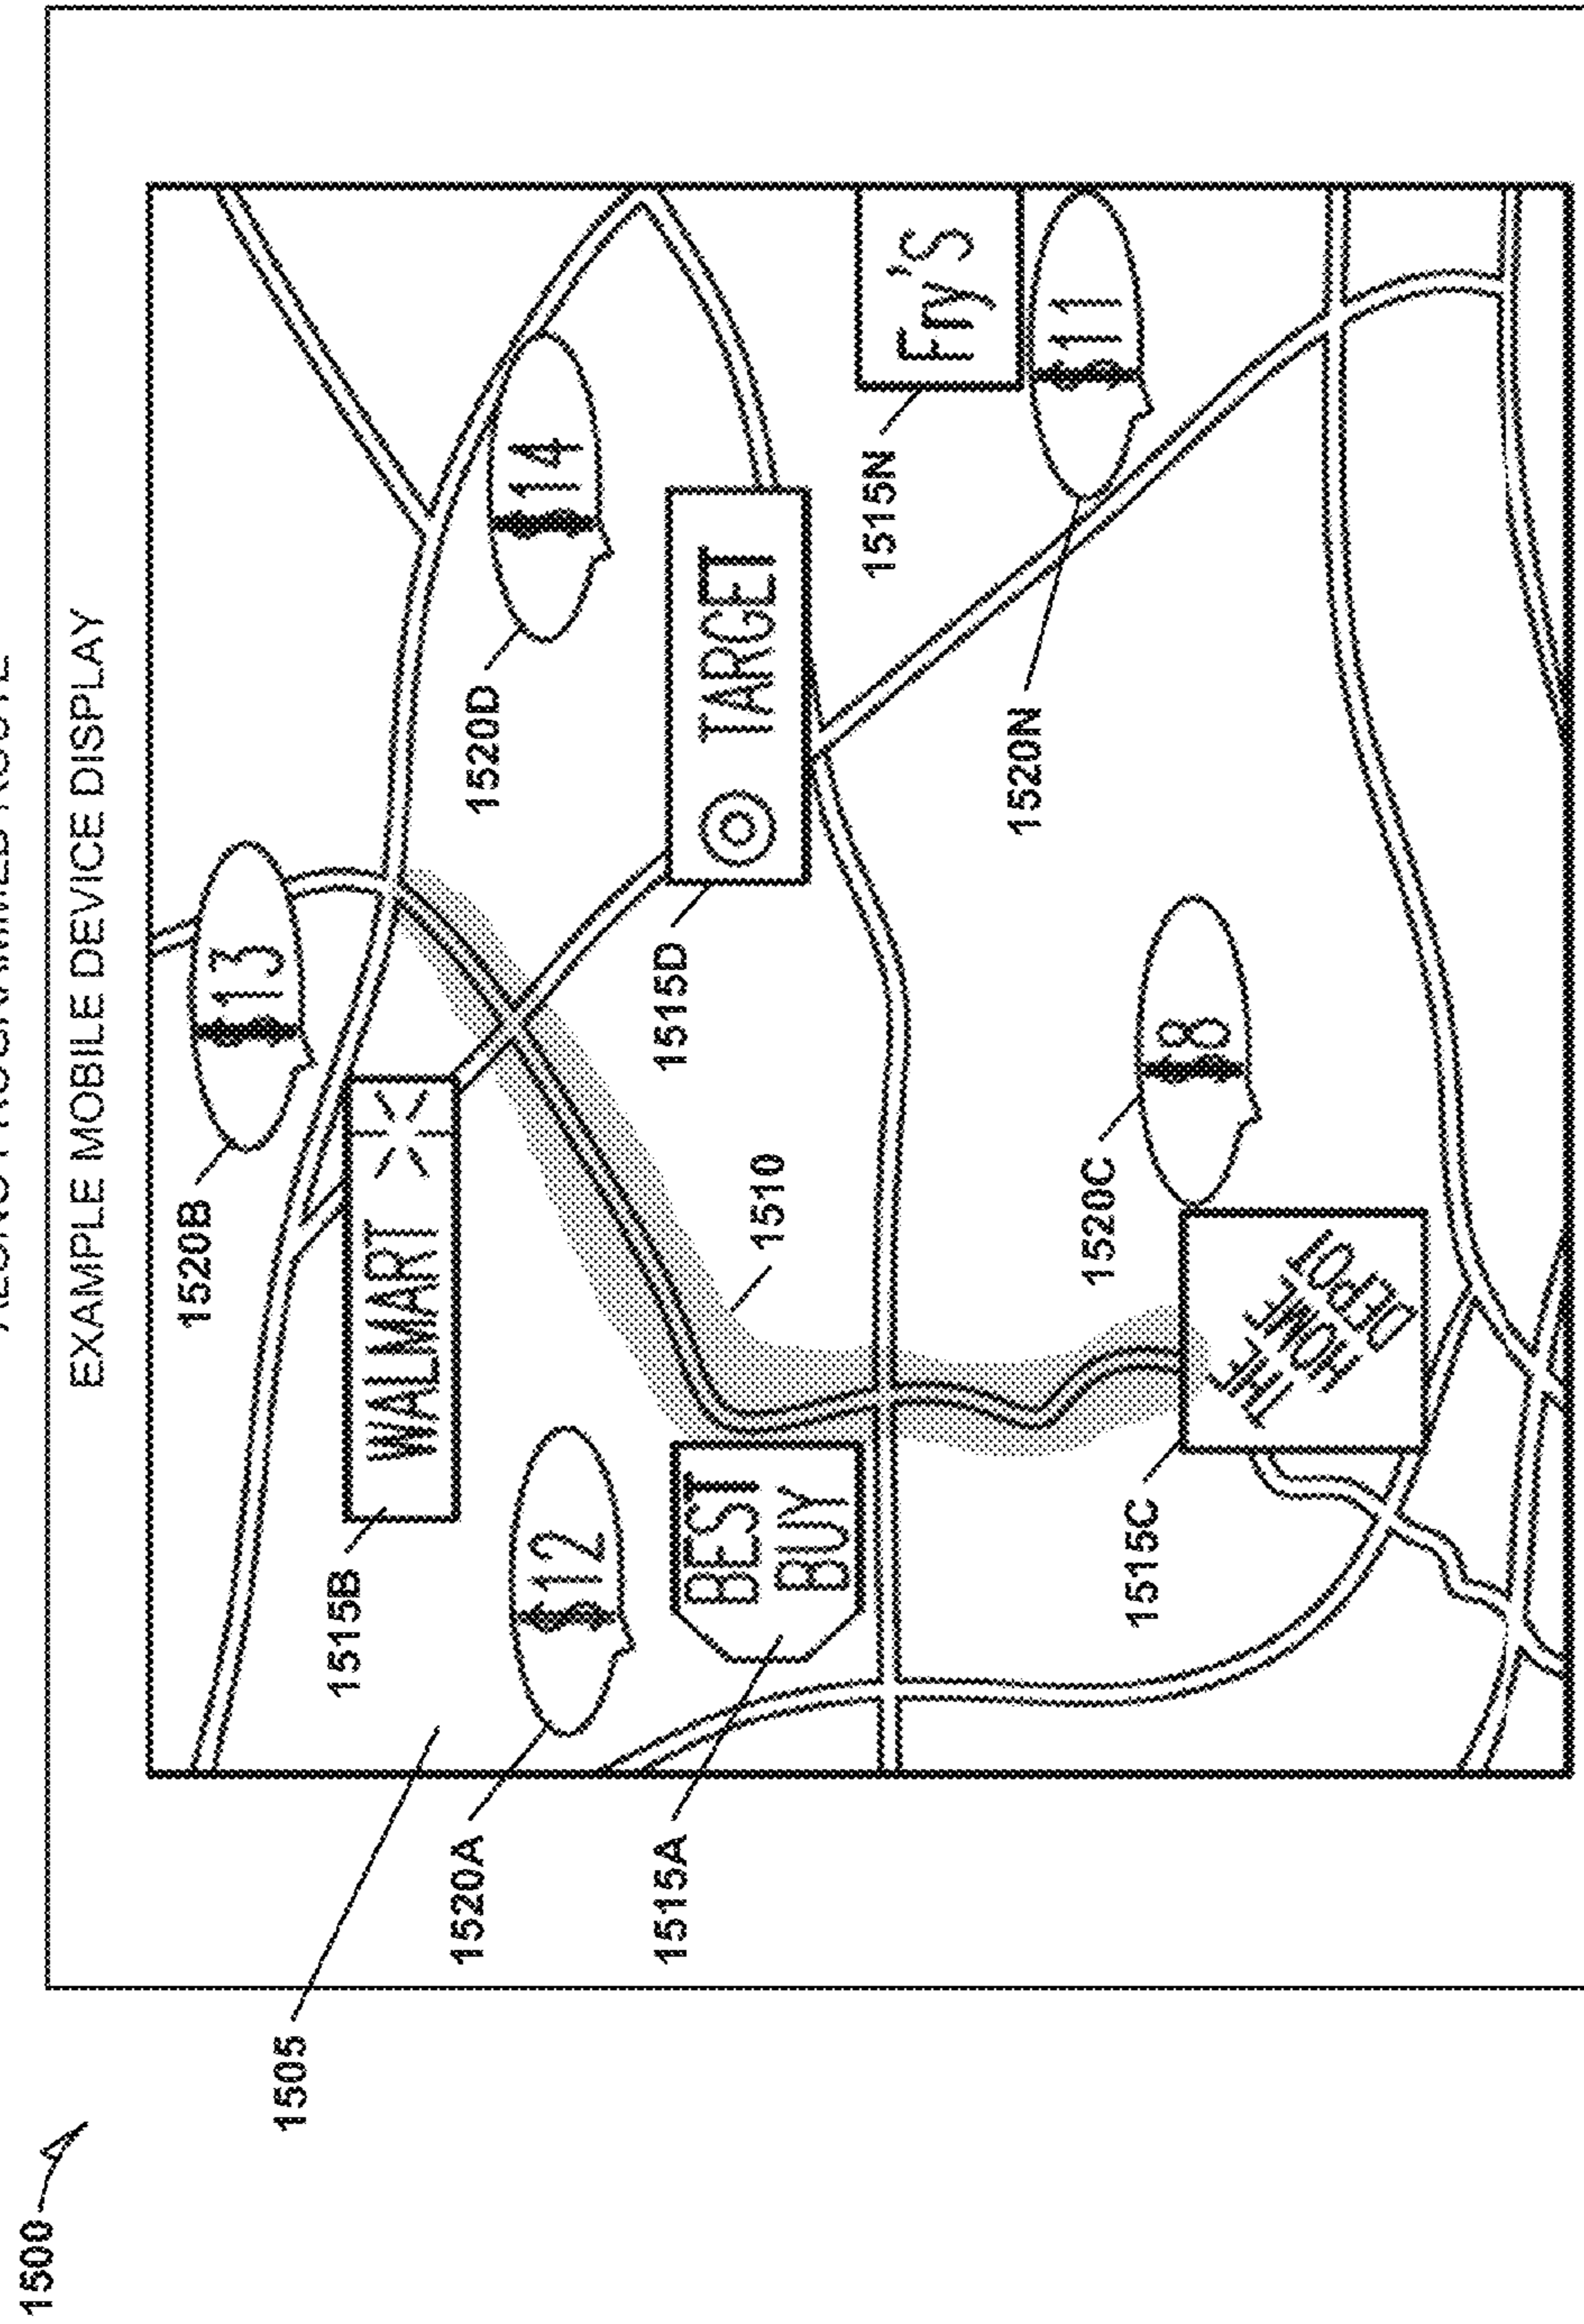 1500
EXAMPLE MOBILE DEVICE DISPLAY
1520B
$13
1505
1515B
WALMART
1520A
1520D
$14
$12
1515A
1515D
BEST
BUY
TARGET
1510
1515N
Fry'S
1520N
$11
1520C
1515C
$8
THE
HOME
DEPOT